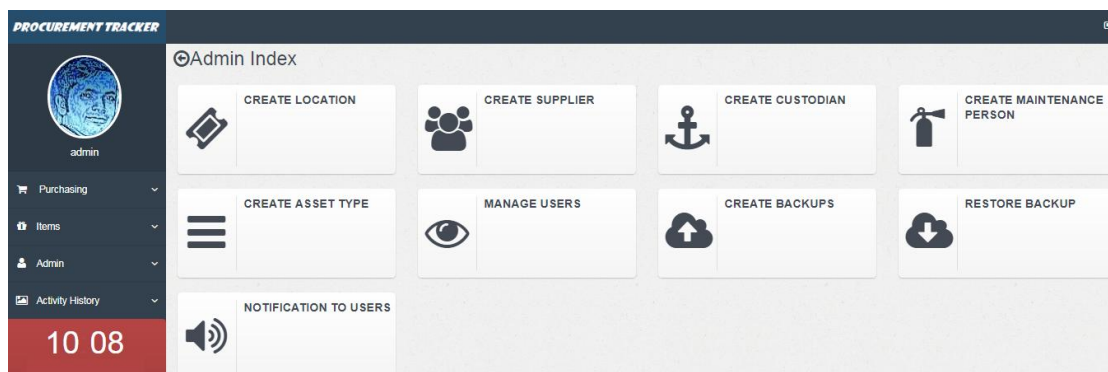 PROCUREMENT TRACKER
Admin Index
admin
Purchasing
Items
Admin
Activity History
10 08
CREATE LOCATION
CREATE SUPPLIER
CREATE CUSTODIAN
CREATE MAINTENANCE
PERSON
CREATE ASSET TYPE
MANAGE USERS
CREATE BACKUPS
RESTORE BACKUP
NOTIFICATION TO USERS